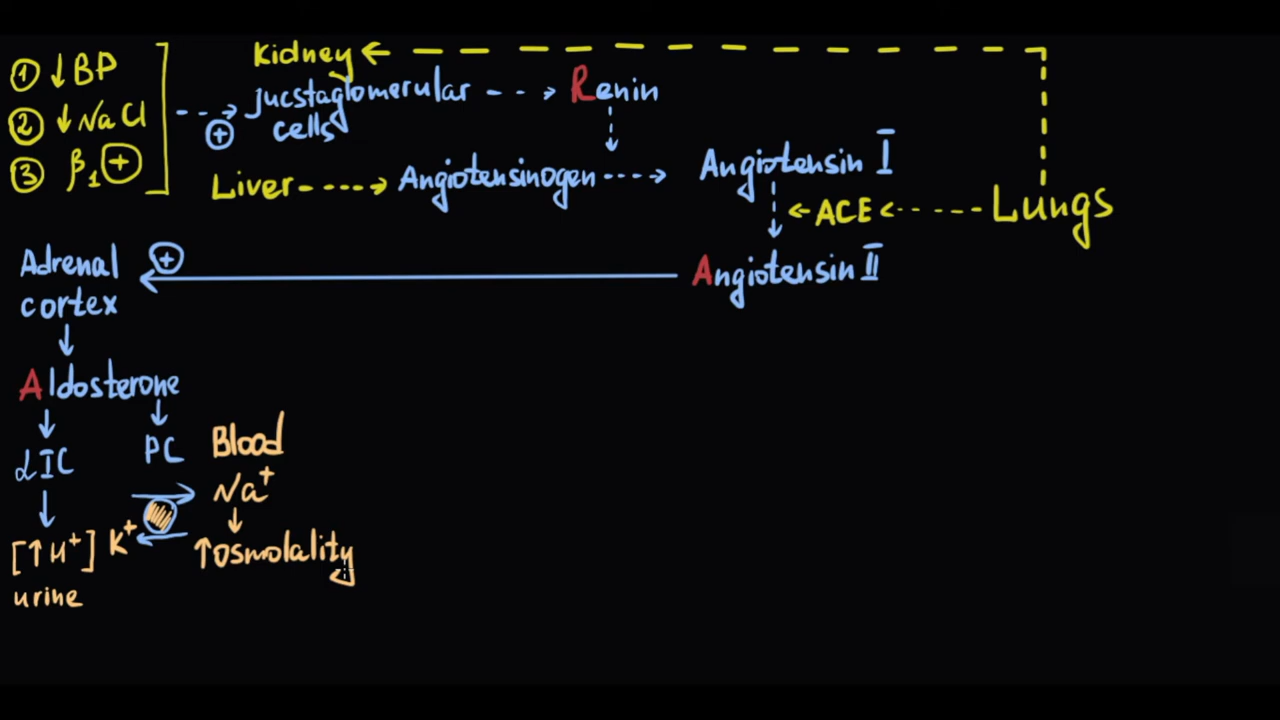 ① ↓ BP
② ↓ NaCl
③ β₁ ⊕
Kidney
jucstaglomerular
cells
⊕
Renin
Liver
Angiotensinogen
Angiotensin I
ACE
Lungs
Angiotensin II
Adrenal
cortex
⊕
Aldosterone
αIC
PC
Blood
Na⁺
[↑H⁺]
K⁺
↑osmolality
urine